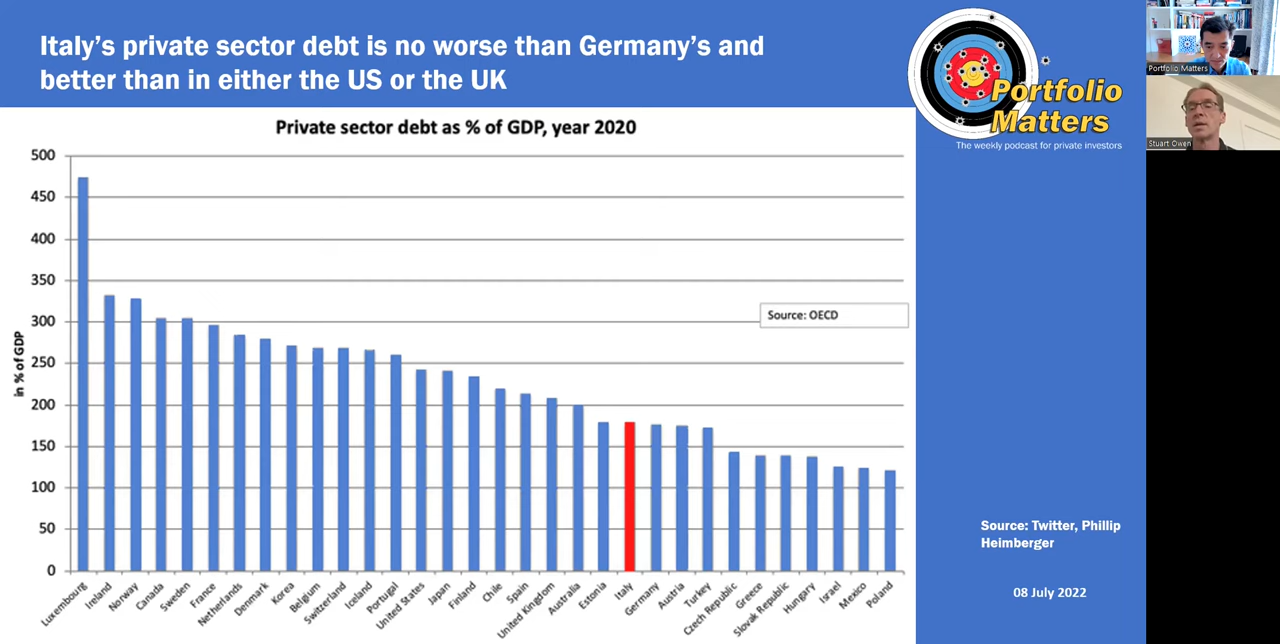 Italy’s private sector debt is no worse than Germany’s and
better than in either the US or the UK
Portfolio
Matters
The weekly podcast for private investors
Portfolio Matters
Stuart Owen
Private sector debt as % of GDP, year 2020
in % of GDP
500
450
400
350
300
250
200
150
100
50
0
Source: OECD
Luxembourg
Ireland
Norway
Canada
Sweden
France
Netherlands
Denmark
Korea
Belgium
Switzerland
Iceland
Portugal
United States
Japan
Finland
Chile
Spain
United Kingdom
Australia
Estonia
Italy
Germany
Austria
Turkey
Czech Republic
Greece
Slovak Republic
Hungary
Israel
Mexico
Poland
Source: Twitter, Phillip
Heimberger
08 July 2022